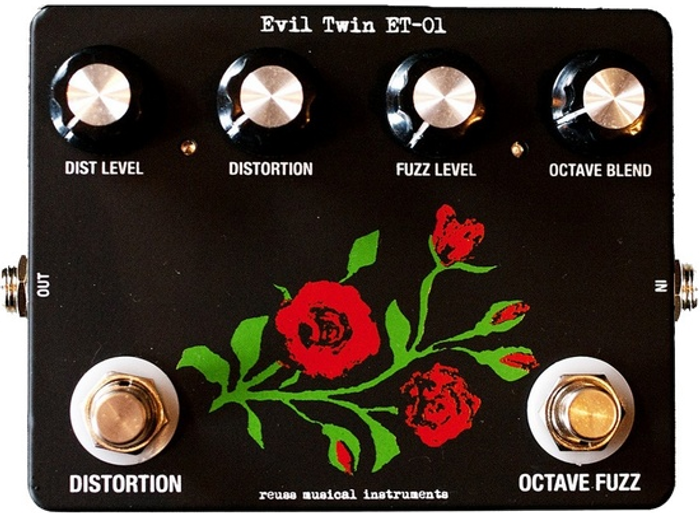 Evil Twin ET-01
DIST LEVEL
DISTORTION
FUZZ LEVEL
OCTAVE BLEND
OUT
IN
DISTORTION
OCTAVE FUZZ
reuss musical instruments